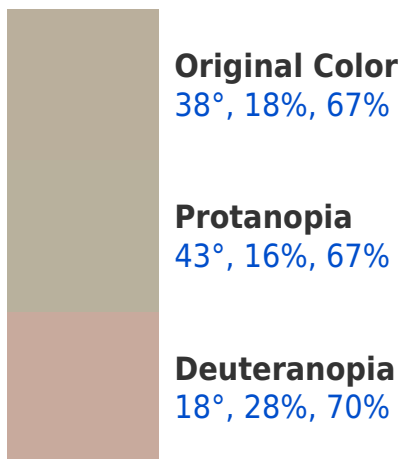 Original Color
38°, 18%, 67%
Protanopia
43°, 16%, 67%
Deuteranopia
18°, 28%, 70%